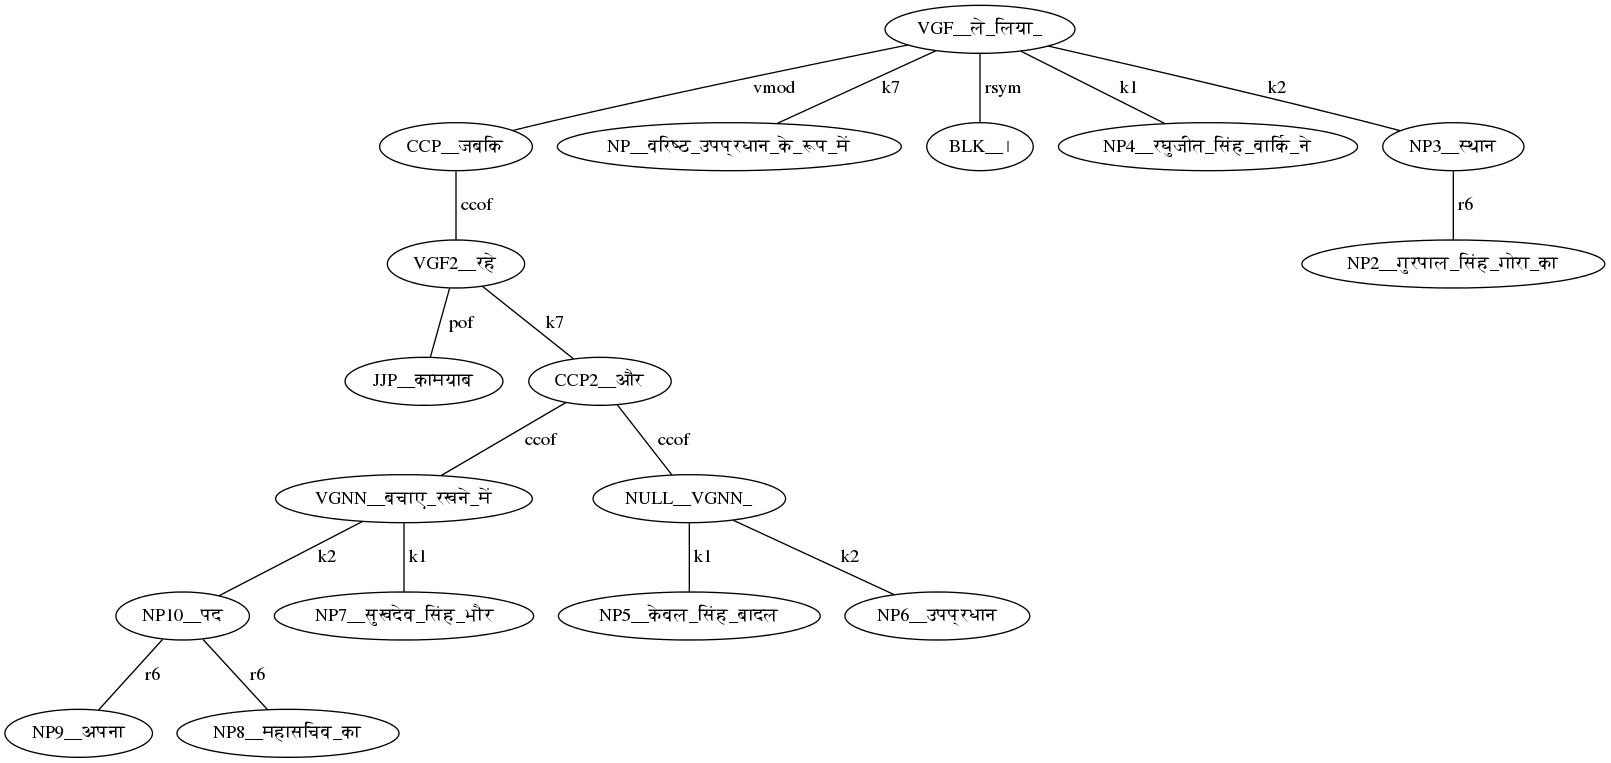 VGF__ले_लिया_
vmod k7 rsym k1 k2
CCP__जबकि NP__वरिष्ट_उपप्रधान_के_रूप_में BLK__। NP4__रघुजीत_सिंह_वार्कि_ने NP3__स्थान
ccof r6
VGF2__रहे NP2__गुरपाल_सिंह_गोरा_का
pof k7
JJP__कामयाब CCP2__और
ccof ccof
VGNN__बचाए_रखने_में NULL__VGNN_
k2 k1 k1 k2
NP10__पद NP7__सुखदेव_सिंह_भौर NP5__केवल_सिंह_बादल NP6__उपप्रधान
r6 r6
NP9__अपना NP8__महासचिव_का